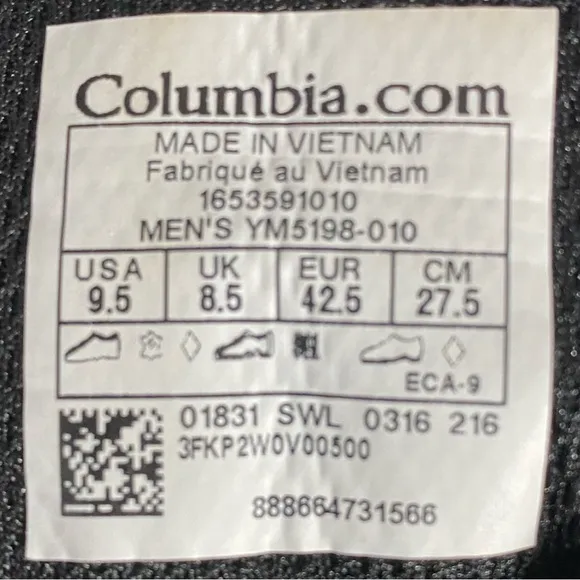 Columbia.com
MADE IN VIETNAM
Fabriqué au Vietnam
1653591010
MEN'S YM5198-010
USA UK EUR CM
9.5 8.5 42.5 27.5
ECA-9
01831 SWL 0316 216
3FKP2W0V00500
888664731566